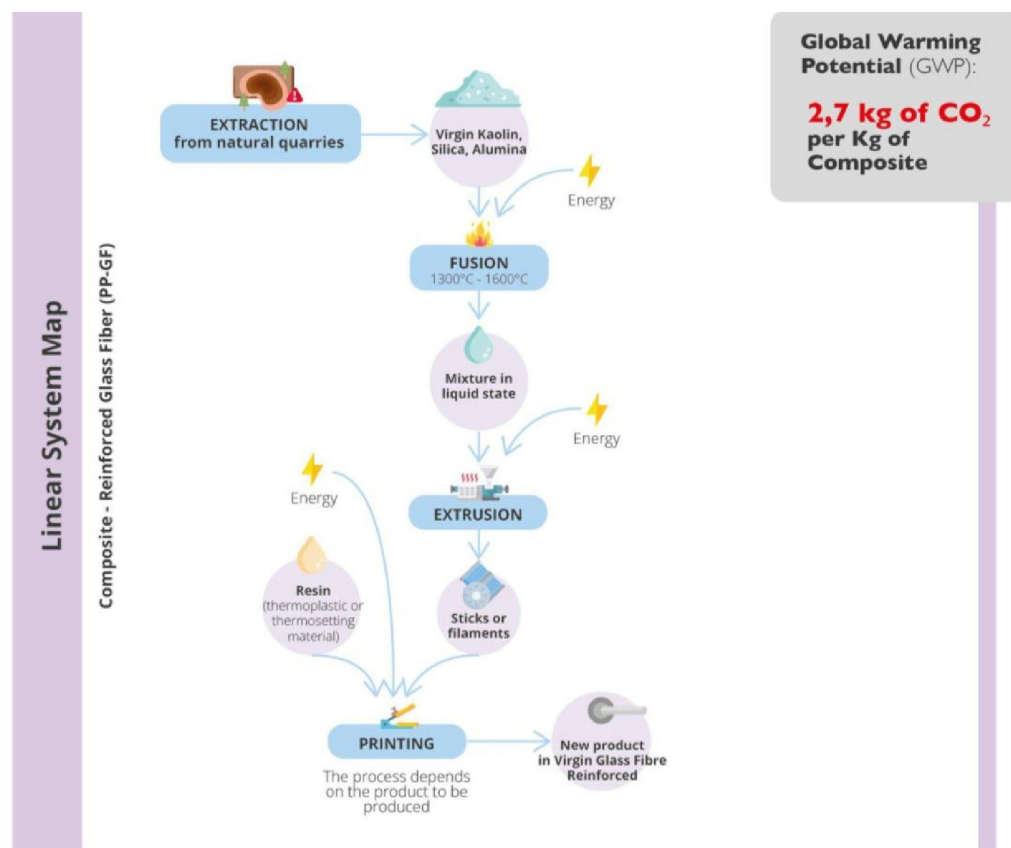 Linear System Map
Composite - Reinforced Glass Fiber (PP-GF)
Global Warming
Potential (GWP):
2,7 kg of CO₂
per Kg of
Composite
EXTRACTION
from natural quarries
Virgin Kaolin,
Silica, Alumina
Energy
FUSION
1300°C - 1600°C
Mixture in
liquid state
Energy
EXTRUSION
Energy
Resin
(thermoplastic or
thermosetting
material)
Sticks or
filaments
PRINTING
The process depends
on the product to be
produced
New product
in Virgin Glass Fibre
Reinforced